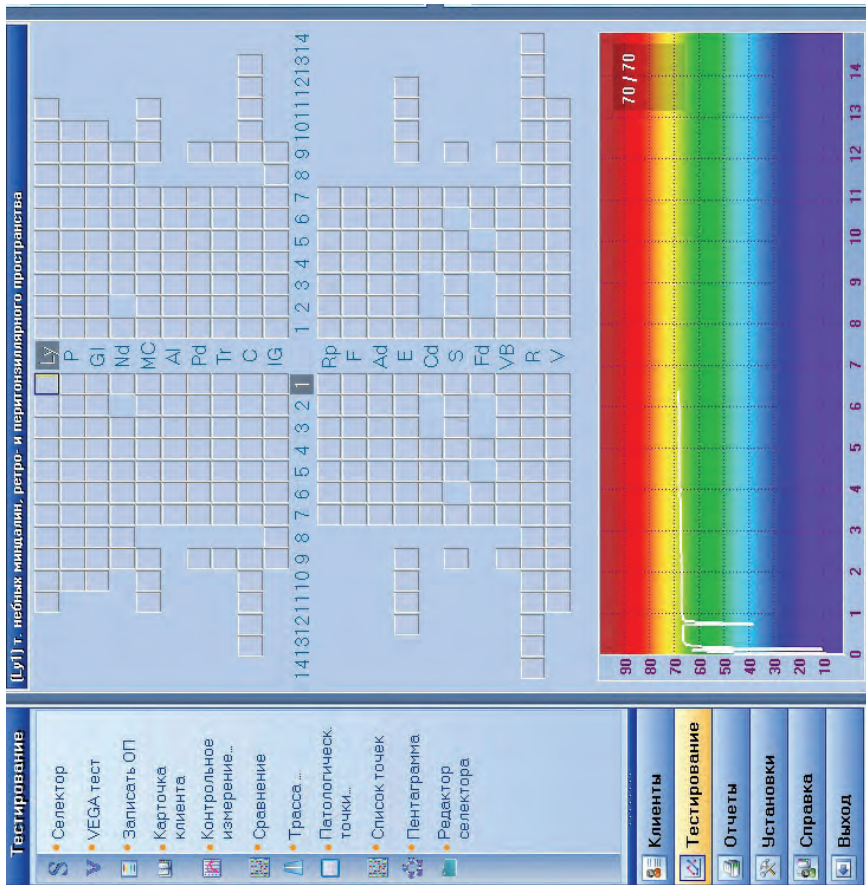 Тестирование
Селектор
VEGA тест
Записать ОП
Карточка
клиента
Контрольное
измерение...
Сравнение
Трасса...
Патологическ.
точки...
Список точек
Пентаграмма
Редактор
селектора
Клиенты
Тестирование
Отчеты
Установки
Справка
Выход
[Ly1] т. небных миндалин, ретро- и перитонзиллярного пространства
Ly
P
Gl
Nd
MC
Al
Pd
Tr
C
IG
14 13 12 11 10 9 8 7 6 5 4 3 2 1 1 2 3 4 5 6 7 8 9 10 11 12 13 14
Rp
F
Ad
E
Cd
S
Fd
VB
R
V
70 / 70
90
80
70
60
50
40
30
20
10
0 1 2 3 4 5 6 7 8 9 10 11 12 13 14